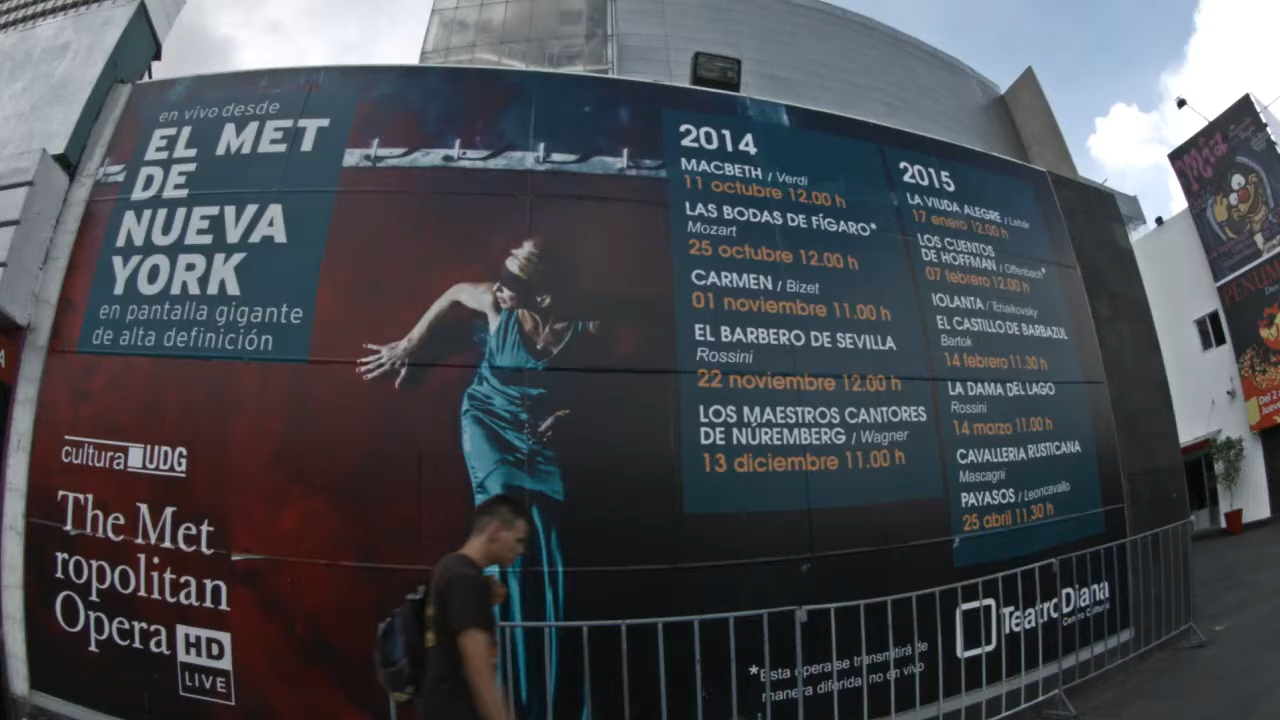 en vivo desde
EL MET
DE
NUEVA
YORK
en pantalla gigante
de alta definición
culturaUDG
The Met
ropolitan
Opera
HD
LIVE
2014
MACBETH / Verdi
11 octubre 12.00 h
LAS BODAS DE FÍGARO*
Mozart
25 octubre 12.00 h
CARMEN / Bizet
01 noviembre 11.00 h
EL BARBERO DE SEVILLA
Rossini
22 noviembre 12.00 h
LOS MAESTROS CANTORES
DE NÚREMBERG / Wagner
13 diciembre 11.00 h
2015
LA VIUDA ALEGRE / Lehár
17 enero 12.00 h
LOS CUENTOS
DE HOFFMAN / Offenbach*
07 febrero 12.00 h
IOLANTA / Tchaikovsky
EL CASTILLO DE BARBAZUL
Bartok
14 febrero 11.30 h
LA DAMA DEL LAGO
Rossini
14 marzo 11.00 h
CAVALLERIA RUSTICANA
Mascagni
PAYASOS / Leoncavallo
25 abril 11.30 h
*Esta opera se transmitirá de
manera diferida, no en vivo
Teatro Diana
Centro Cultural
Mía